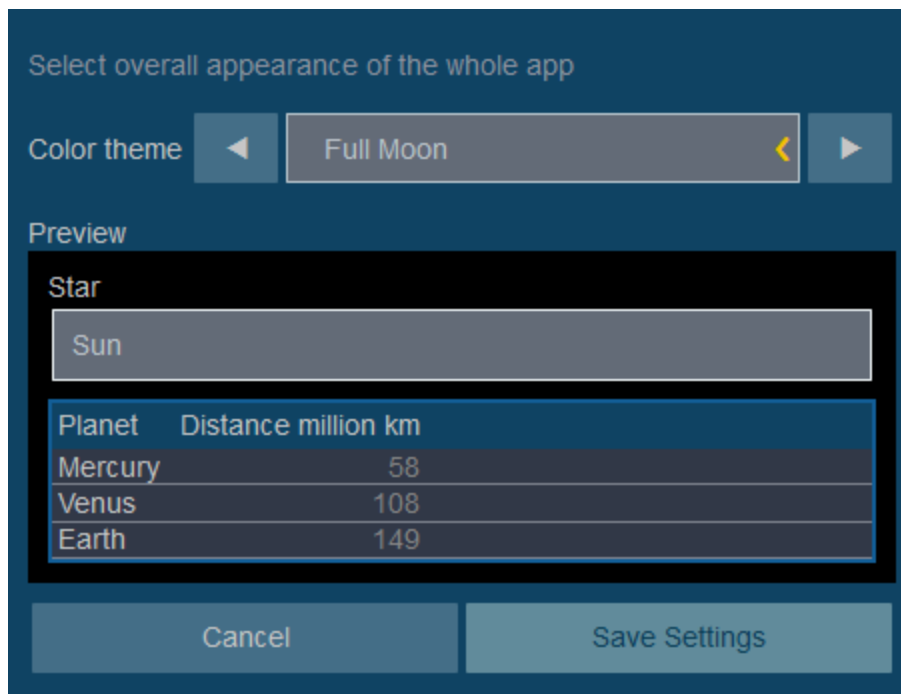 Select overall appearance of the whole app
Color theme ◀ Full Moon ❮ ▶
Preview
Star
Sun
Planet Distance million km
Mercury 58
Venus 108
Earth 149
Cancel Save Settings